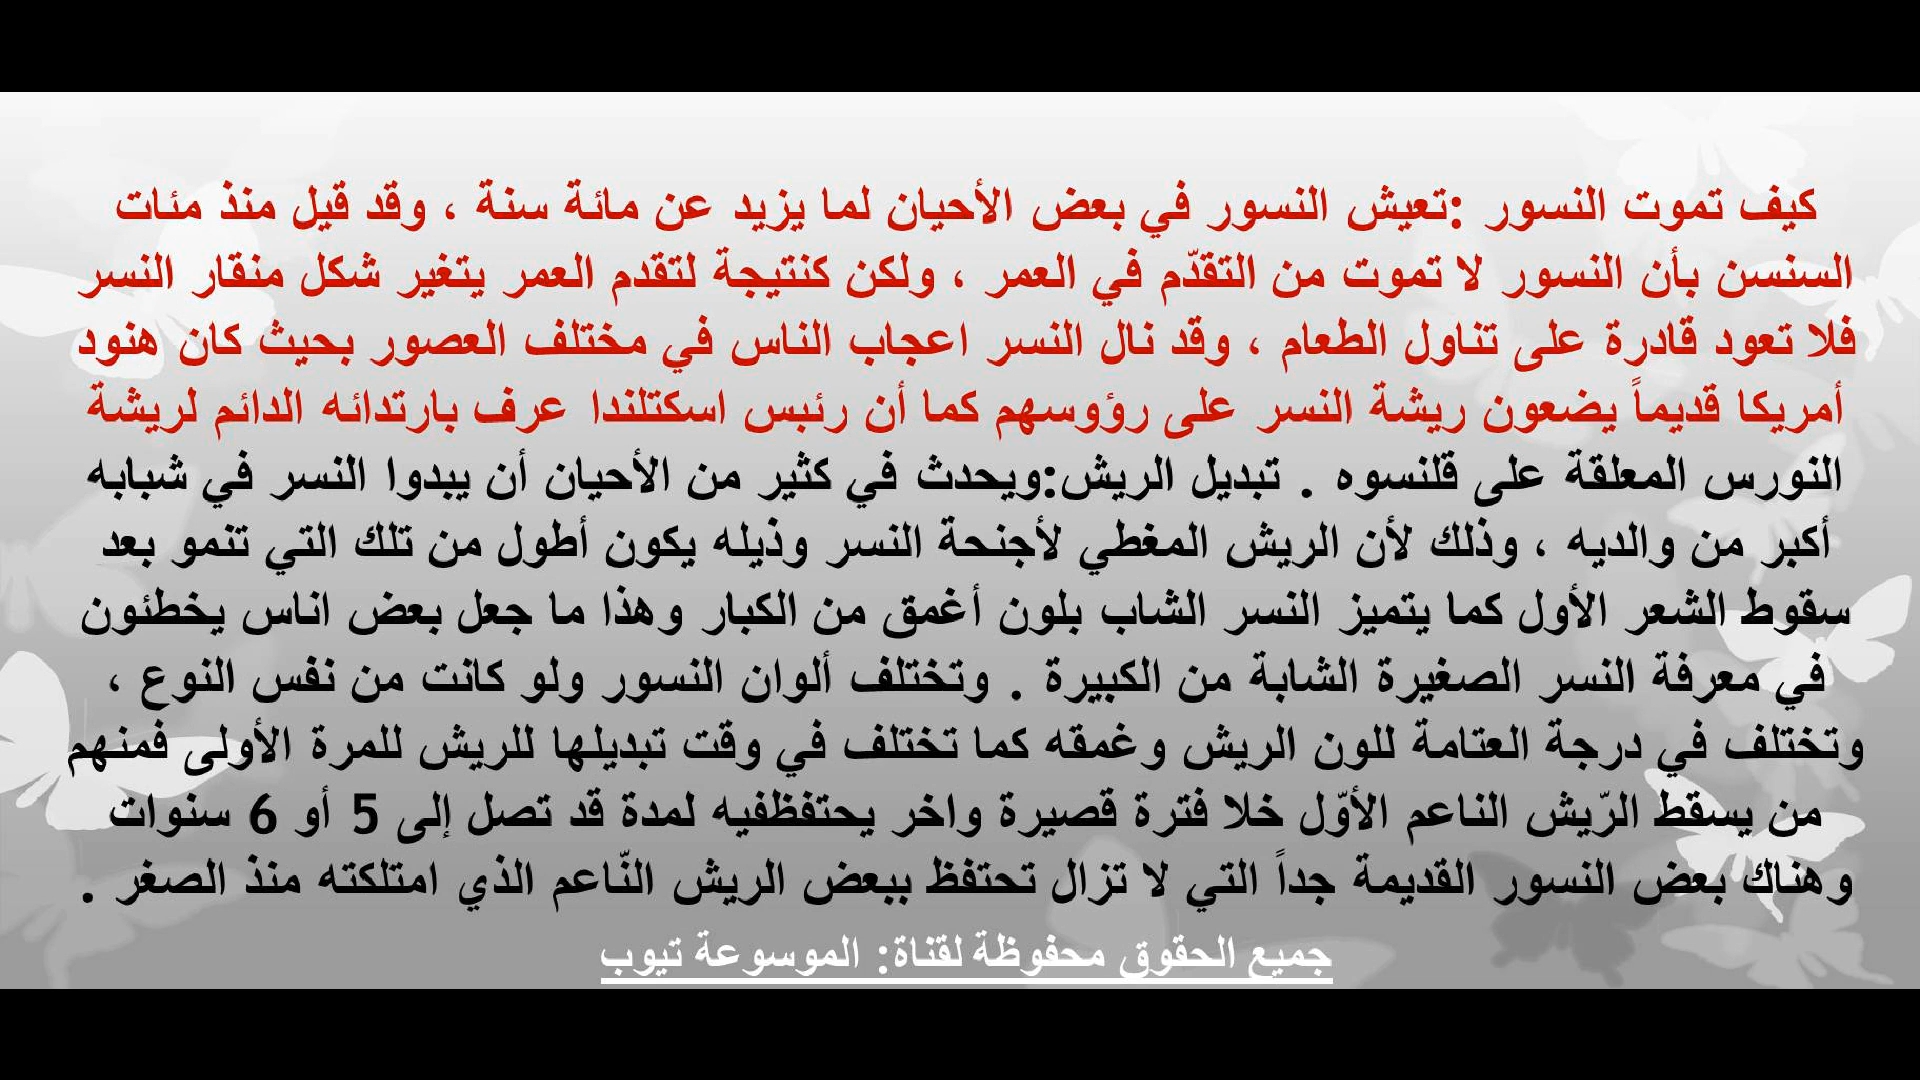 كيف تموت النسور :تعيش النسور في بعض الأحيان لما يزيد عن مائة سنة ، وقد قيل منذ مئات
السنسن بأن النسور لا تموت من التقدّم في العمر ، ولكن كنتيجة لتقدم العمر يتغير شكل منقار النسر
فلا تعود قادرة على تناول الطعام ، وقد نال النسر اعجاب الناس في مختلف العصور بحيث كان هنود
أمريكا قديماً يضعون ريشة النسر على رؤوسهم كما أن رئبس اسكتلندا عرف بارتدائه الدائم لريشة
النورس المعلقة على قلنسوه . تبديل الريش:ويحدث في كثير من الأحيان أن يبدوا النسر في شبابه
أكبر من والديه ، وذلك لأن الريش المغطي لأجنحة النسر وذيله يكون أطول من تلك التي تنمو بعد
سقوط الشعر الأول كما يتميز النسر الشاب بلون أغمق من الكبار وهذا ما جعل بعض اناس يخطئون
في معرفة النسر الصغيرة الشابة من الكبيرة . وتختلف ألوان النسور ولو كانت من نفس النوع ،
وتختلف في درجة العتامة للون الريش وغمقه كما تختلف في وقت تبديلها للريش للمرة الأولى فمنهم
من يسقط الرّيش الناعم الأوّل خلا فترة قصيرة واخر يحتفظفيه لمدة قد تصل إلى 5 أو 6 سنوات
وهناك بعض النسور القديمة جداً التي لا تزال تحتفظ ببعض الريش النّاعم الذي امتلكته منذ الصغر .
جميع الحقوق محفوظة لقناة: الموسوعة تيوب